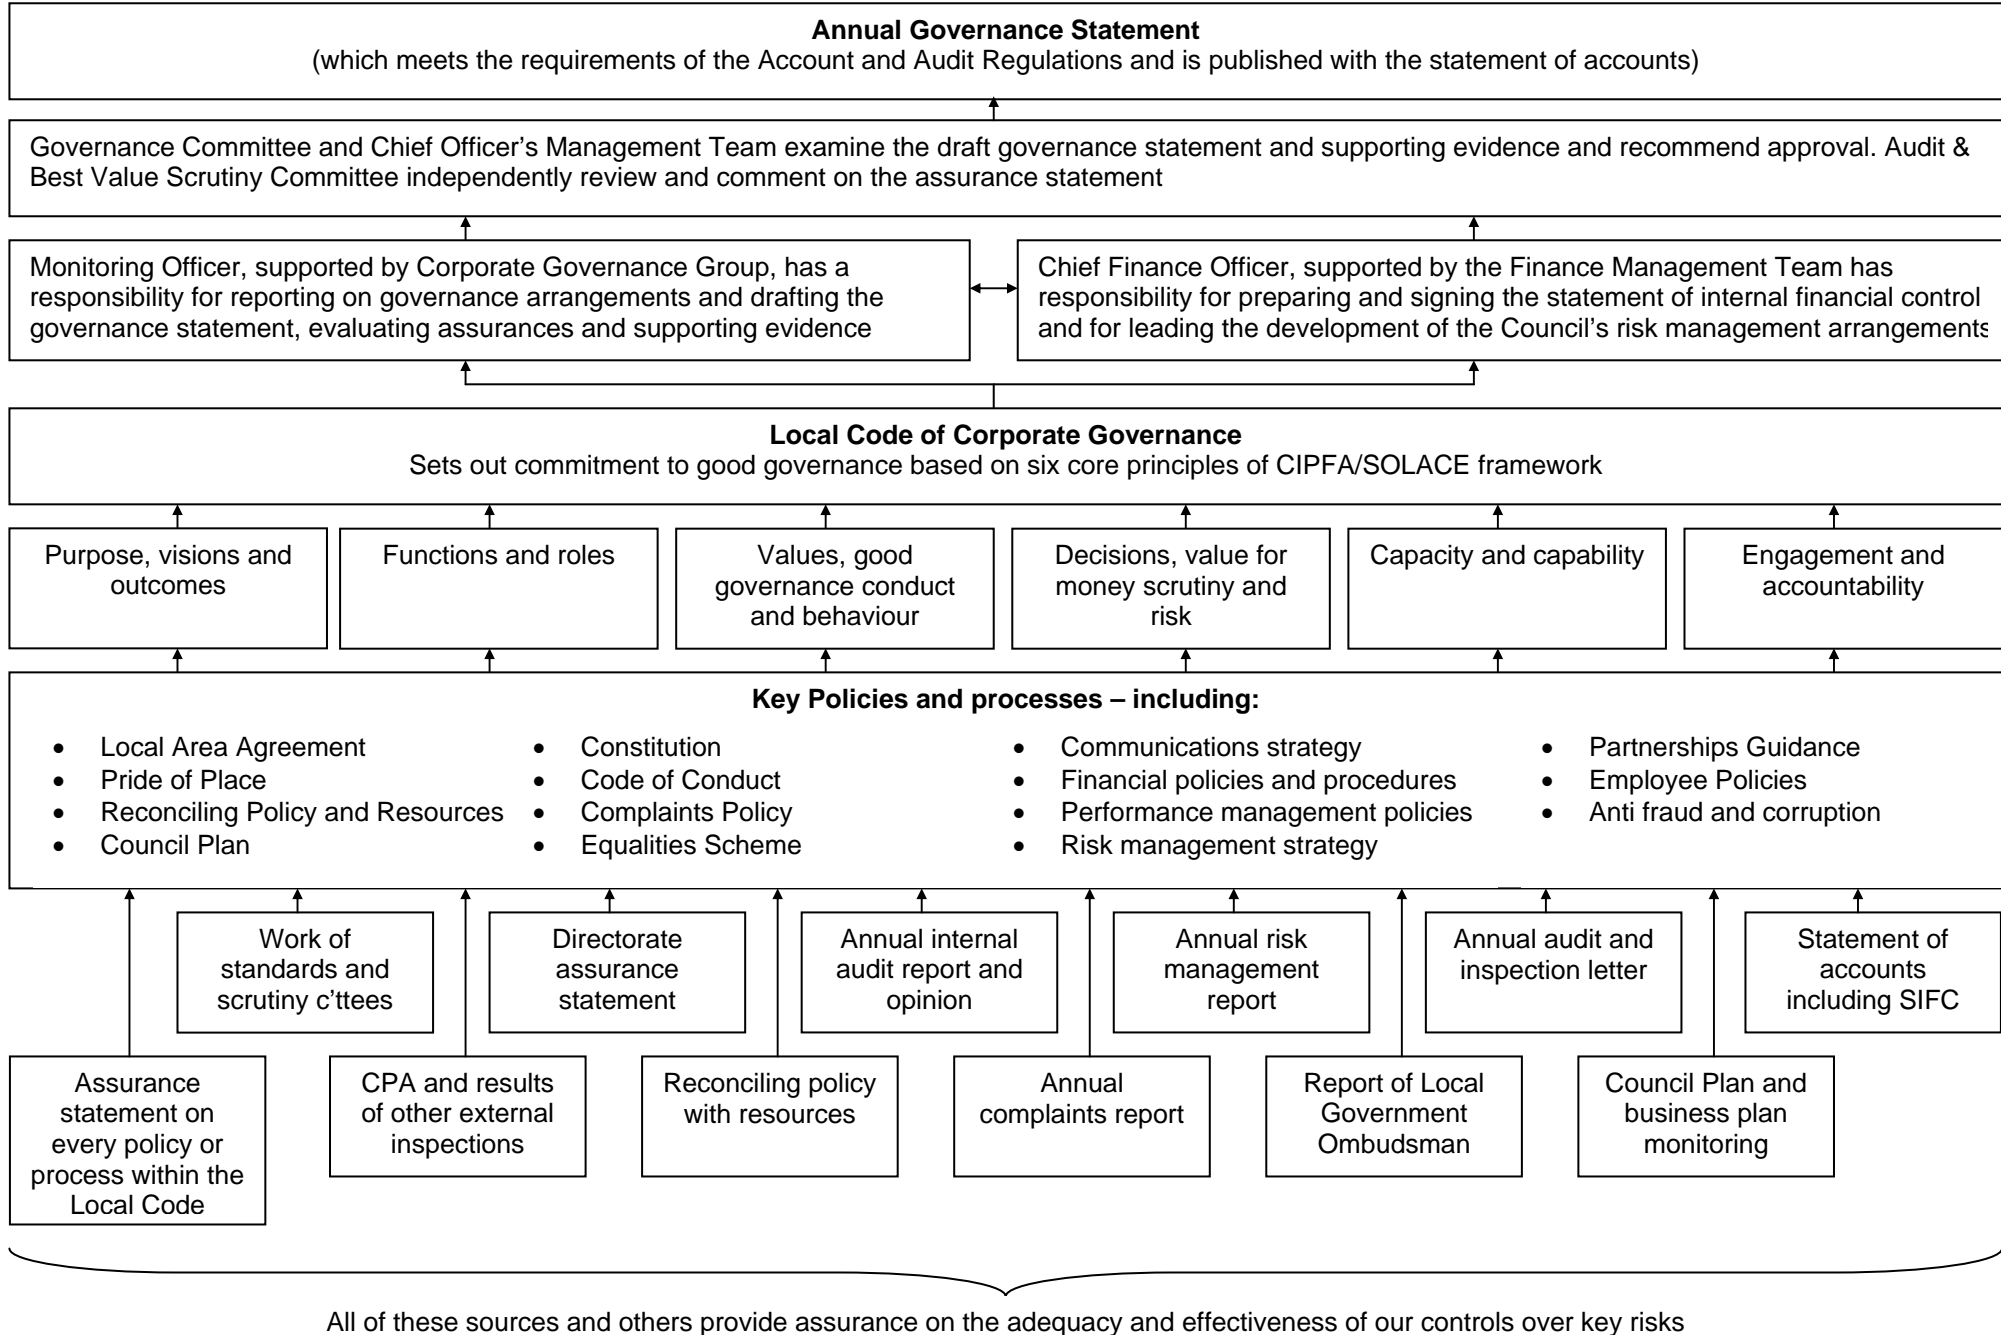 Annual Governance Statement
(which meets the requirements of the Account and Audit Regulations and is published with the statement of accounts)
Governance Committee and Chief Officer’s Management Team examine the draft governance statement and supporting evidence and recommend approval. Audit &
Best Value Scrutiny Committee independently review and comment on the assurance statement
Monitoring Officer, supported by Corporate Governance Group, has a
responsibility for reporting on governance arrangements and drafting the
governance statement, evaluating assurances and supporting evidence
Chief Finance Officer, supported by the Finance Management Team has
responsibility for preparing and signing the statement of internal financial control
and for leading the development of the Council’s risk management arrangements
Local Code of Corporate Governance
Sets out commitment to good governance based on six core principles of CIPFA/SOLACE framework
Purpose, visions and
outcomes
Functions and roles
Values, good
governance conduct
and behaviour
Decisions, value for
money scrutiny and
risk
Capacity and capability
Engagement and
accountability
Key Policies and processes – including:
• Local Area Agreement
• Pride of Place
• Reconciling Policy and Resources
• Council Plan
• Constitution
• Code of Conduct
• Complaints Policy
• Equalities Scheme
• Communications strategy
• Financial policies and procedures
• Performance management policies
• Risk management strategy
• Partnerships Guidance
• Employee Policies
• Anti fraud and corruption
Work of
standards and
scrutiny c’ttees
Directorate
assurance
statement
Annual internal
audit report and
opinion
Annual risk
management
report
Annual audit and
inspection letter
Statement of
accounts
including SIFC
Assurance
statement on
every policy or
process within the
Local Code
CPA and results
of other external
inspections
Reconciling policy
with resources
Annual
complaints report
Report of Local
Government
Ombudsman
Council Plan and
business plan
monitoring
All of these sources and others provide assurance on the adequacy and effectiveness of our controls over key risks